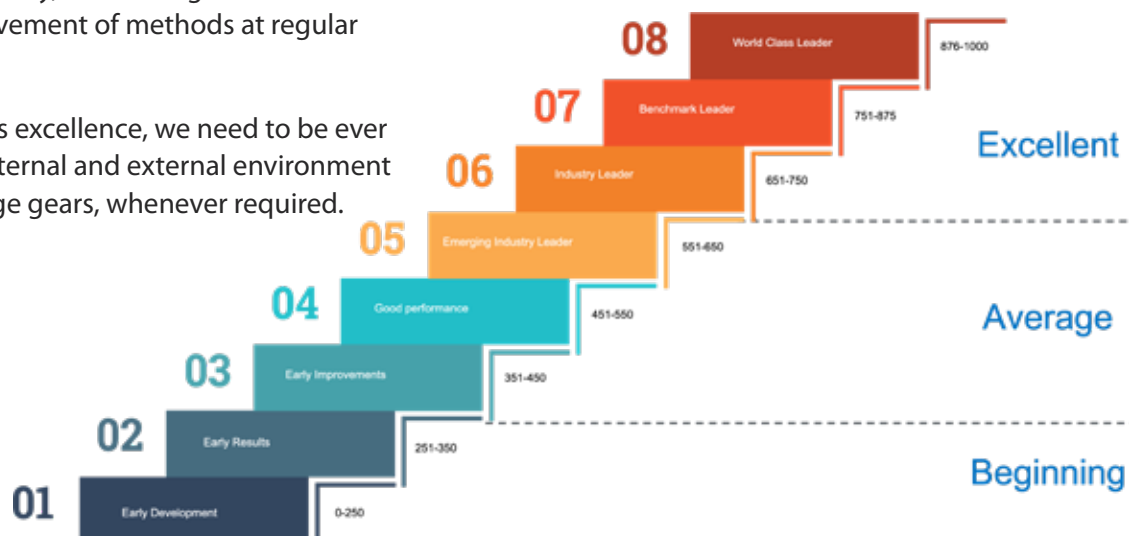 vement of methods at regular
s excellence, we need to be ever
ternal and external environment
ge gears, whenever required.
08 World Class Leader 876-1000
07 Benchmark Leader 751-875
Excellent
06 Industry Leader 651-750
05 Emerging Industry Leader 551-650
04 Good performance 451-550
Average
03 Early Improvements 351-450
02 Early Results 251-350
Beginning
01 Early Development 0-250